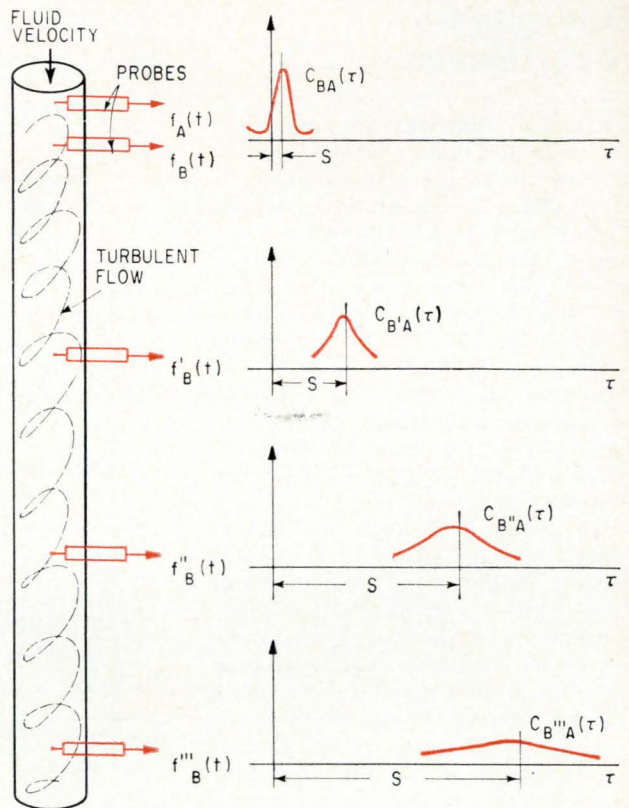 FLUID
VELOCITY
PROBES
f_A(t)
f_B(t)
TURBULENT
FLOW
f'_B(t)
f''_B(t)
f'''_B(t)
C_BA(τ)
S
τ
C_B'A(τ)
S
τ
C_B''A(τ)
S
τ
C_B'''A(τ)
S
τ